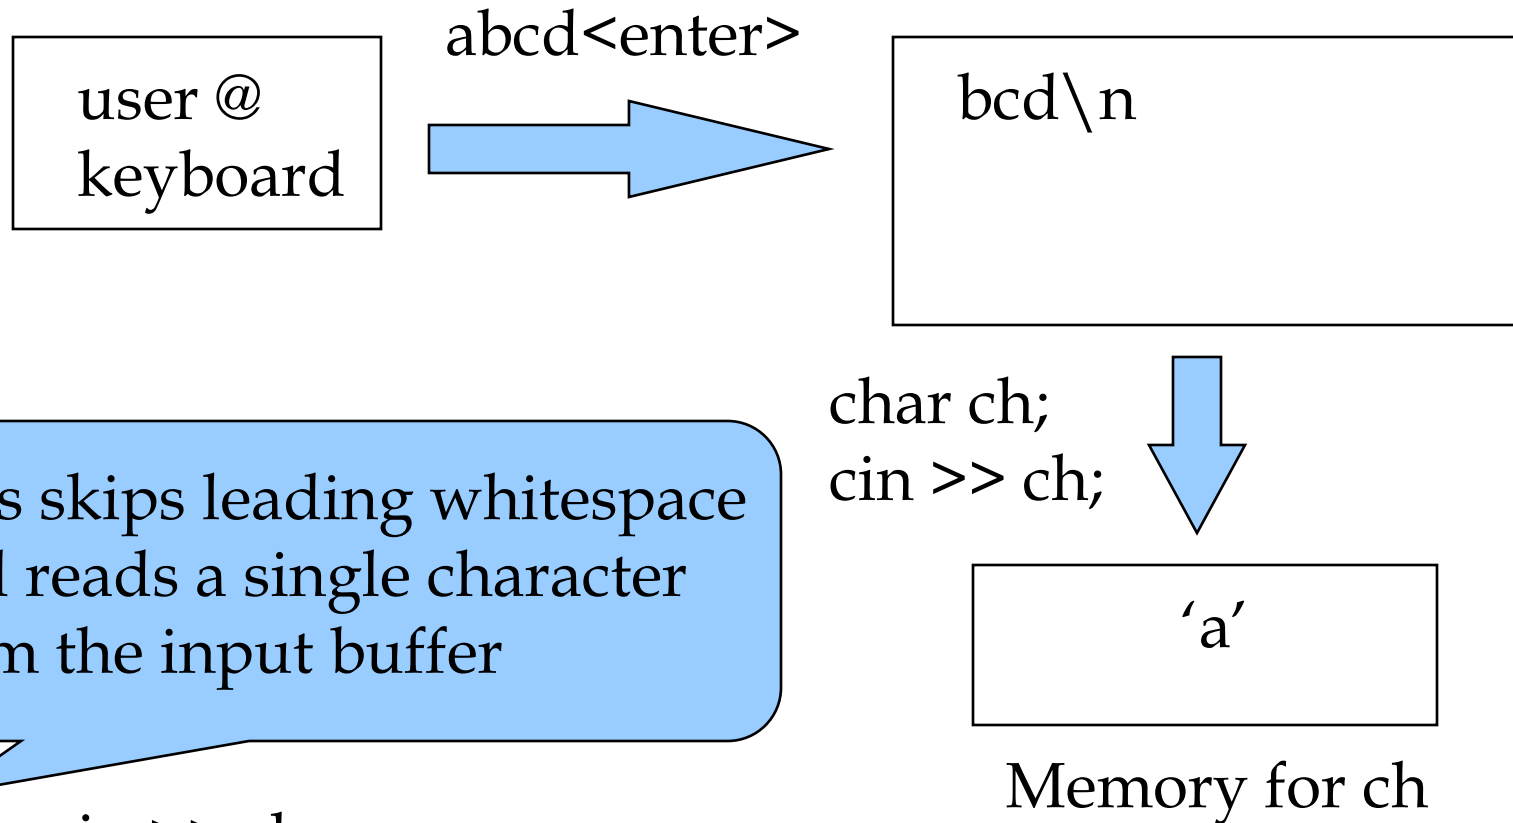 abcd<enter>
user @
keyboard
bcd\n
char ch;
cin >> ch;
s skips leading whitespace
reads a single character
m the input buffer
‘a’
Memory for ch